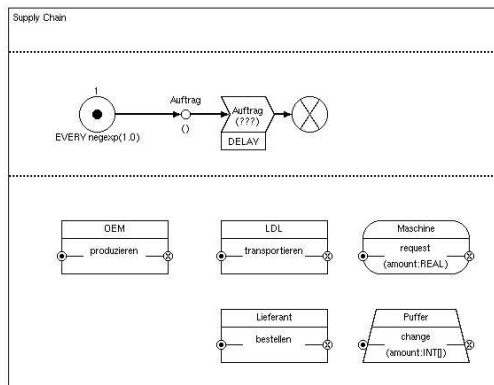 Supply Chain
1
Auftrag
Auftrag
(???)
()
EVERY negexp(1.0)
DELAY
OEM
LDL
Maschine
produzieren
transportieren
request
(amount:REAL)
Lieferant
Puffer
bestellen
change
(amount:INT[])